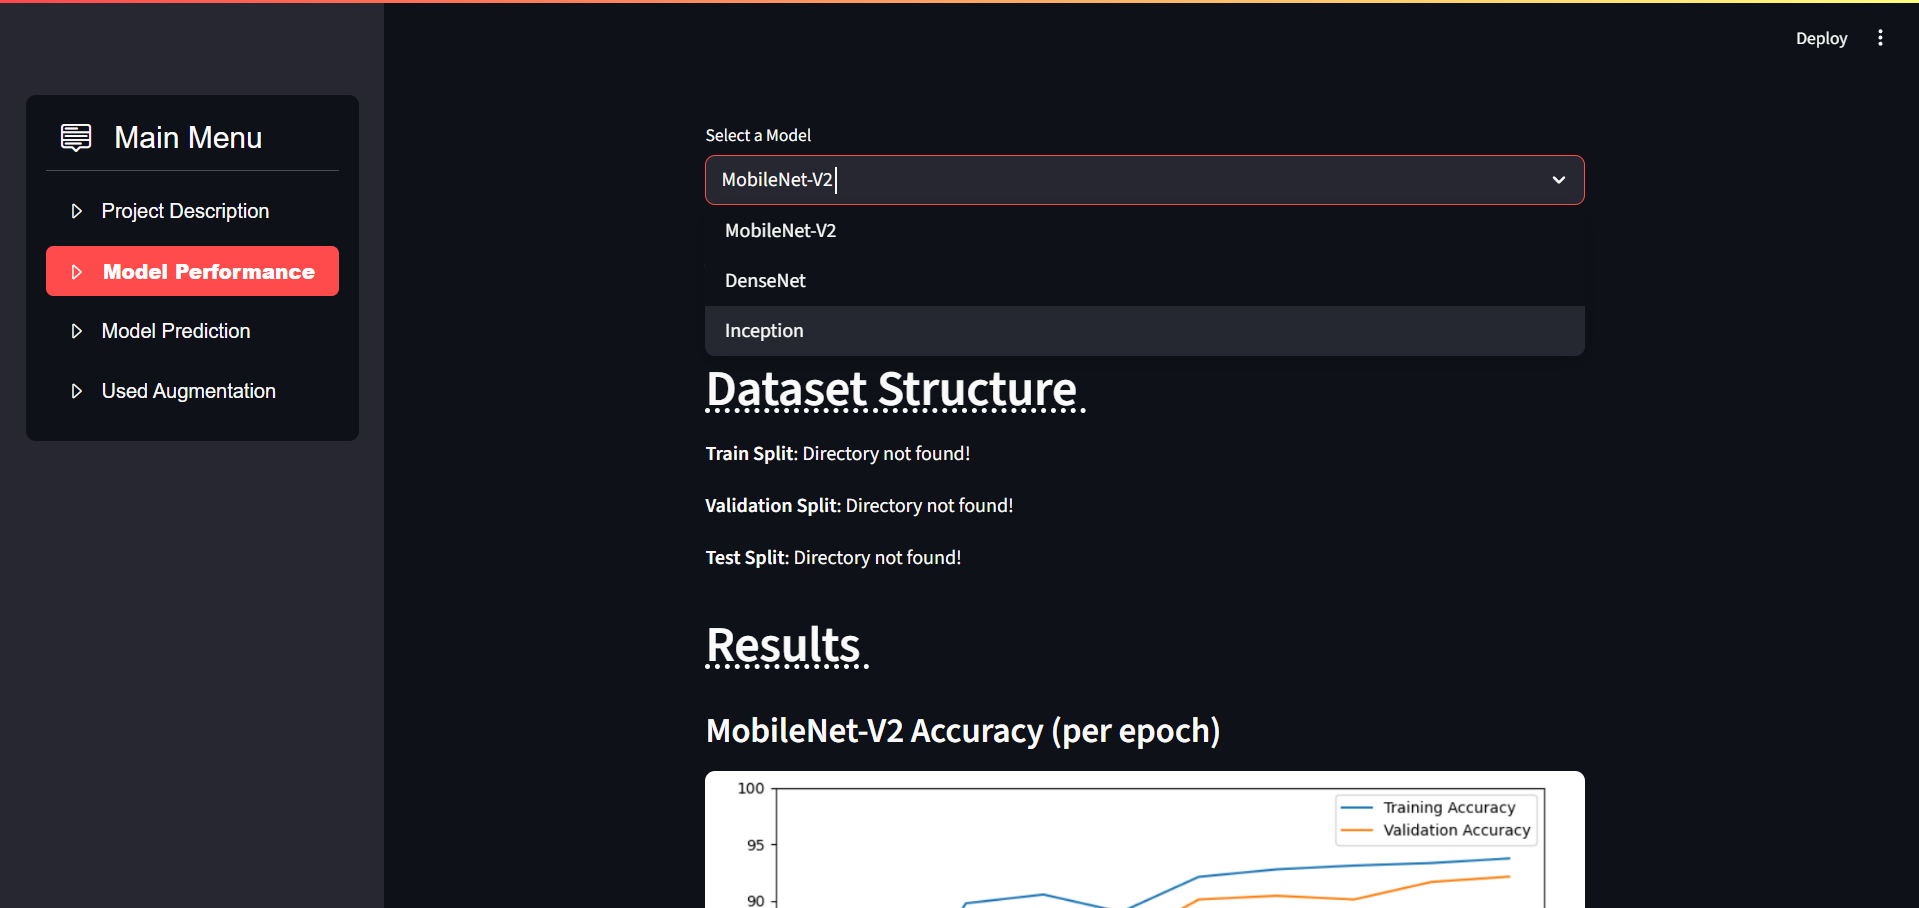 Deploy
Main Menu
Project Description
Model Performance
Model Prediction
Used Augmentation
Select a Model
MobileNet-V2
MobileNet-V2
DenseNet
Inception
Dataset Structure
Train Split: Directory not found!
Validation Split: Directory not found!
Test Split: Directory not found!
Results
MobileNet-V2 Accuracy (per epoch)
100
Training Accuracy
Validation Accuracy
95
90